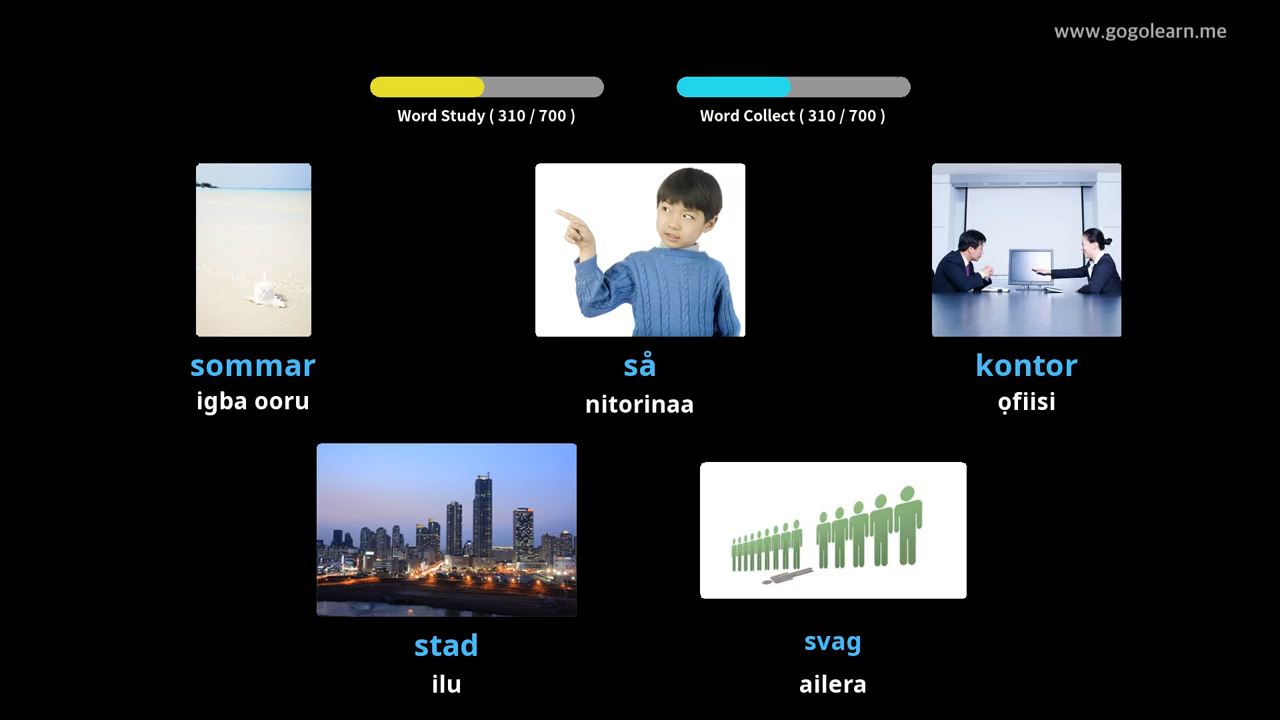 www.gogolearn.me
Word Study ( 310 / 700 )
Word Collect ( 310 / 700 )
sommar
igba ooru
så
nitorinaa
kontor
ọfiisi
stad
ilu
svag
ailera